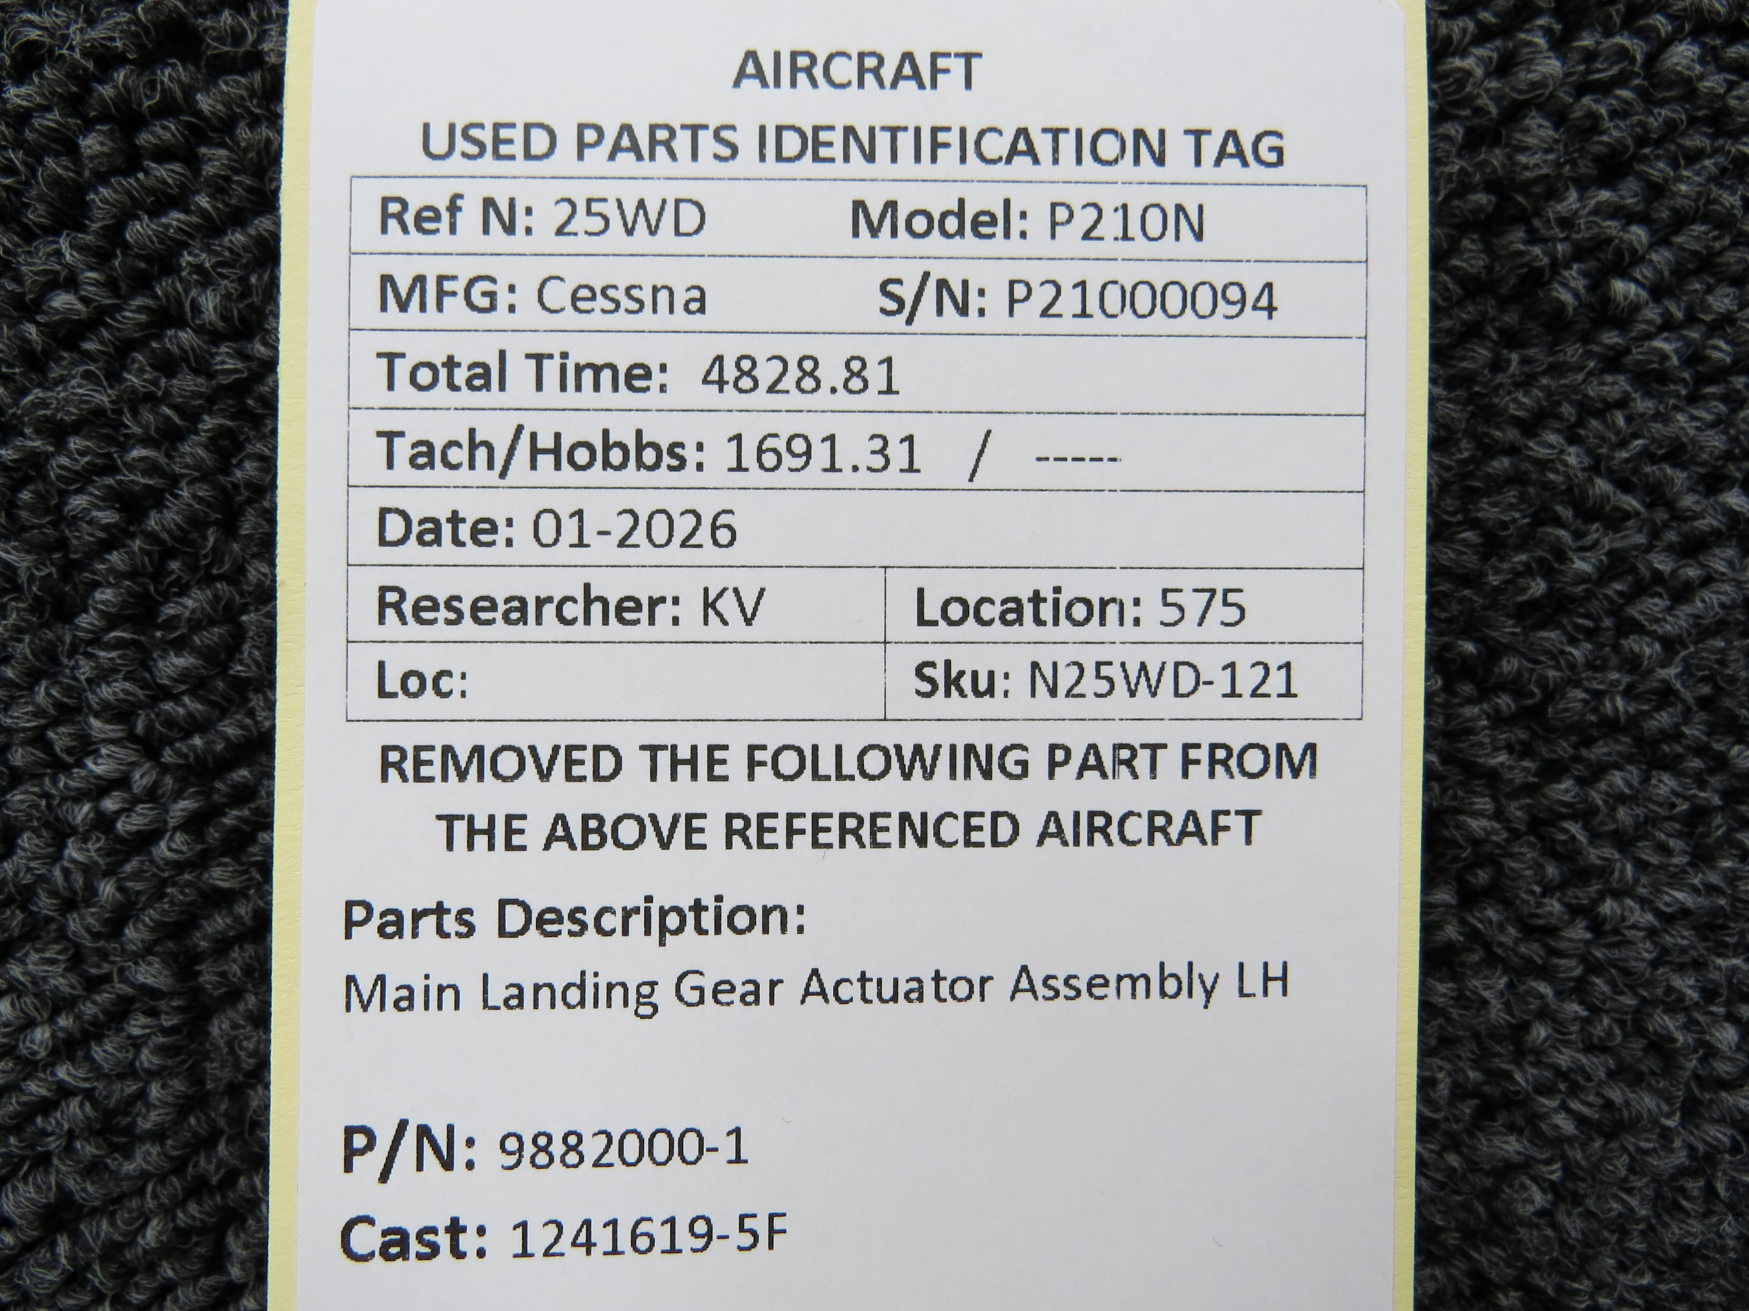 AIRCRAFT
USED PARTS IDENTIFICATION TAG
Ref N: 25WD Model: P210N
MFG: Cessna S/N: P21000094
Total Time: 4828.81
Tach/Hobbs: 1691.31 / -----
Date: 01-2026
Researcher: KV Location: 575
Loc: Sku: N25WD-121
REMOVED THE FOLLOWING PART FROM
THE ABOVE REFERENCED AIRCRAFT
Parts Description:
Main Landing Gear Actuator Assembly LH
P/N: 9882000-1
Cast: 1241619-5F